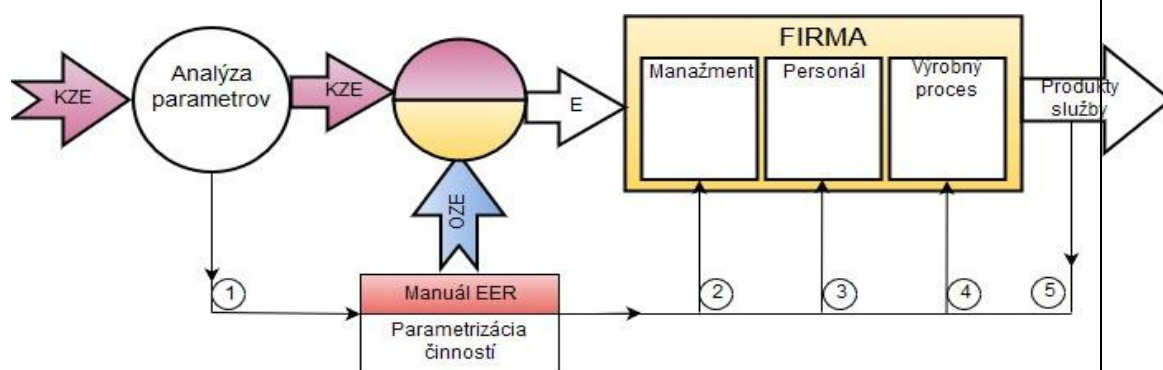 KZE
Analýza
parametrov
KZE
E
FIRMA
Manažment
Personál
Výrobný
proces
Produkty
služby
OZE
1
Manuál EER
Parametrizácia
činností
2
3
4
5